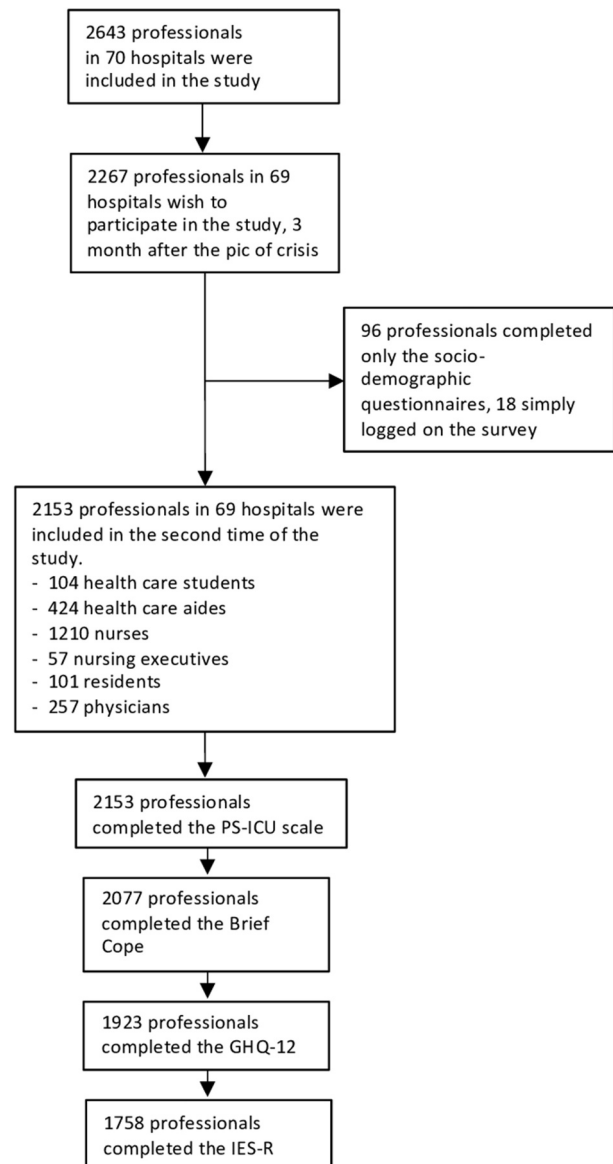 2643 professionals
in 70 hospitals were
included in the study
2267 professionals in 69
hospitals wish to
participate in the study, 3
month after the pic of crisis
96 professionals completed
only the socio-
demographic
questionnaires, 18 simply
logged on the survey
2153 professionals in 69 hospitals were
included in the second time of the
study.
- 104 health care students
- 424 health care aides
- 1210 nurses
- 57 nursing executives
- 101 residents
- 257 physicians
2153 professionals
completed the PS-ICU scale
2077 professionals
completed the Brief
Cope
1923 professionals
completed the GHQ-12
1758 professionals
completed the IES-R